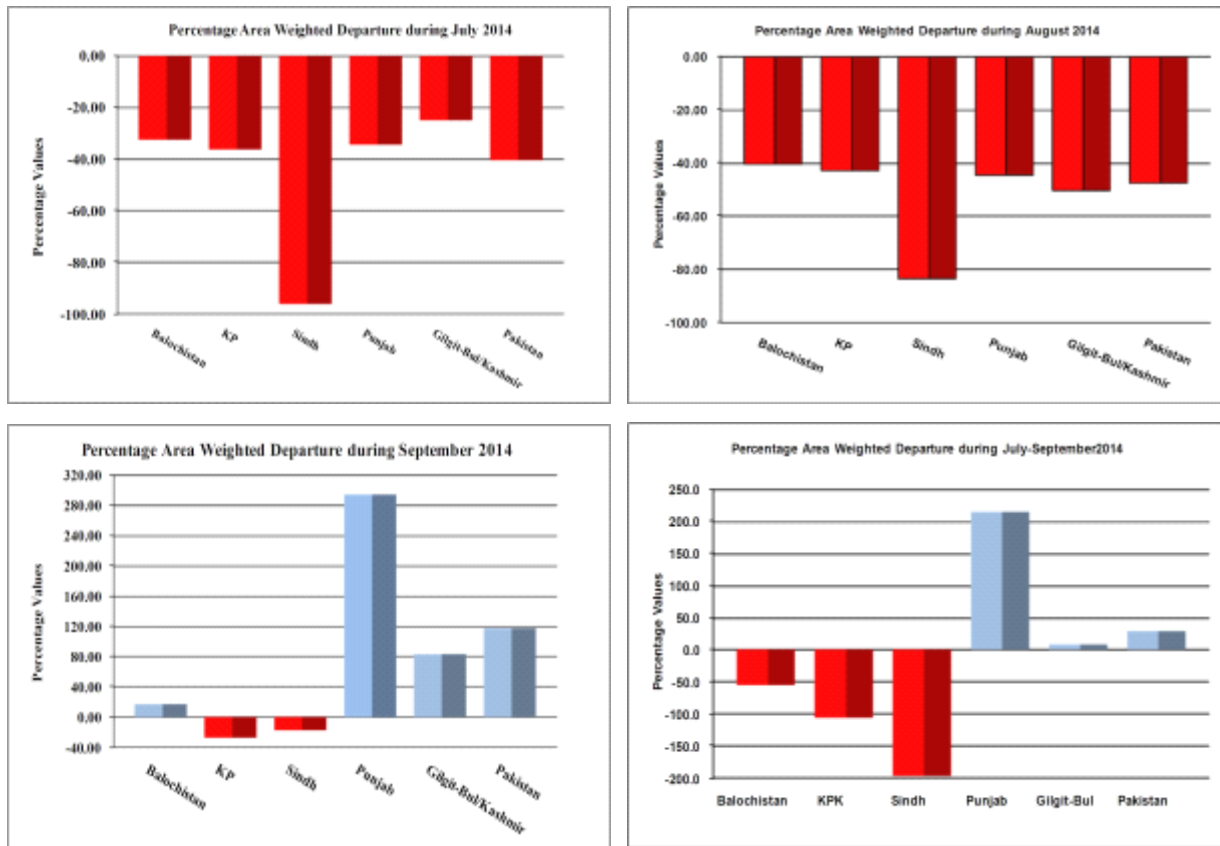 Percentage Area Weighted Departure during July 2014
Percentage Values
0.00
-20.00
-40.00
-60.00
-80.00
-100.00
Balochistan
KP
Sindh
Punjab
Gilgit-Bul/Kashmir
Pakistan
Percentage Area Weighted Departure during August 2014
Percentage Values
0.00
-20.00
-40.00
-60.00
-80.00
-100.00
Balochistan
KP
Sindh
Punjab
Gilgit-Bul/Kashmir
Pakistan
Percentage Area Weighted Departure during September 2014
Percentage Values
320.00
280.00
240.00
200.00
160.00
120.00
80.00
40.00
0.00
-40.00
Balochistan
KP
Sindh
Punjab
Gilgit-Bul/Kashmir
Pakistan
Percentage Area Weighted Departure during July-September2014
Percentage Values
250.0
200.0
150.0
100.0
50.0
0.0
-50.0
-100.0
-150.0
-200.0
Balochistan
KPK
Sindh
Punjab
Gilgit-Bul
Pakistan